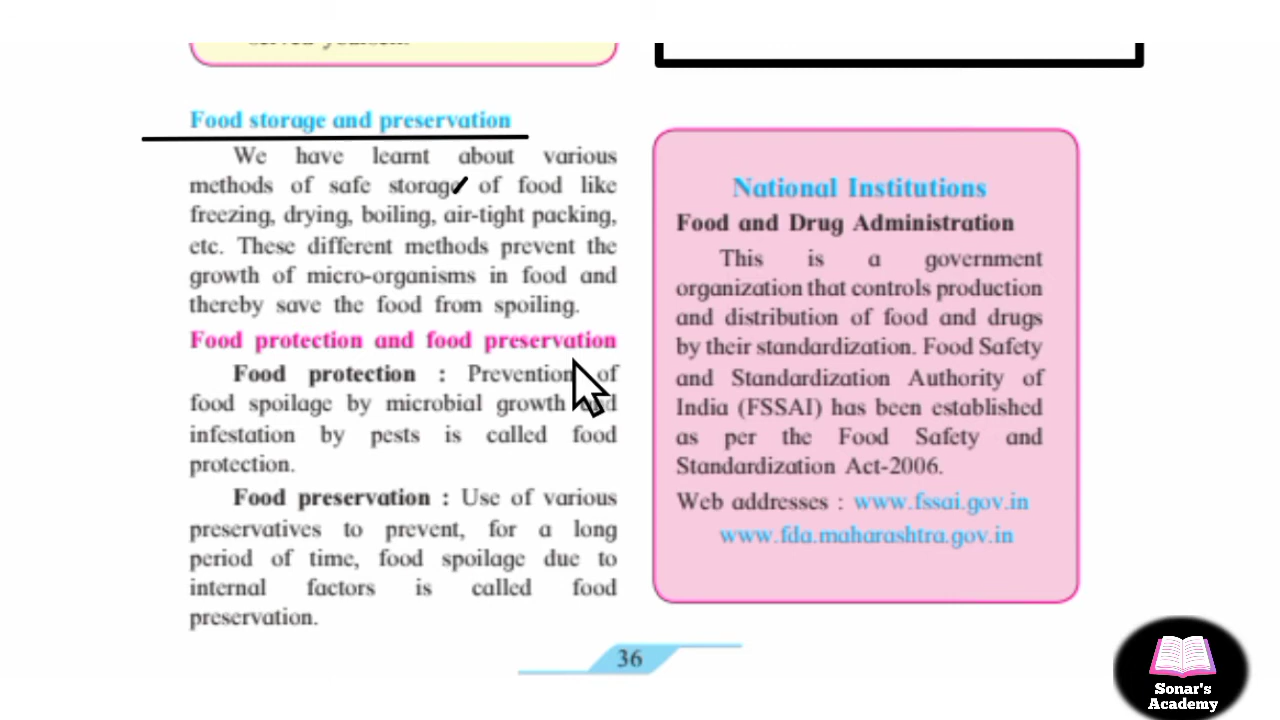 Food storage and preservation
We have learnt about various
methods of safe storage of food like
freezing, drying, boiling, air-tight packing,
etc. These different methods prevent the
growth of micro-organisms in food and
thereby save the food from spoiling.
Food protection and food preservation
Food protection : Prevention of
food spoilage by microbial growth and
infestation by pests is called food
protection.
Food preservation : Use of various
preservatives to prevent, for a long
period of time, food spoilage due to
internal factors is called food
preservation.
National Institutions
Food and Drug Administration
This is a government
organization that controls production
and distribution of food and drugs
by their standardization. Food Safety
and Standardization Authority of
India (FSSAI) has been established
as per the Food Safety and
Standardization Act-2006.
Web addresses : www.fssai.gov.in
www.fda.maharashtra.gov.in
36
Sonar's
Academy